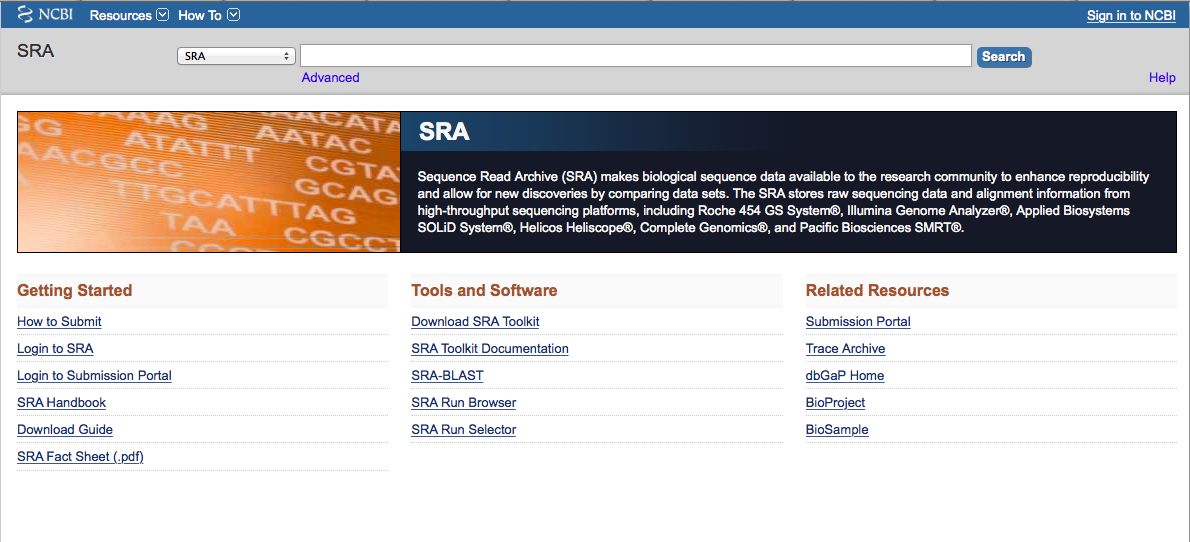 NCBI Resources How To Sign in to NCBI
SRA SRA Search
Advanced Help
AAAG AACATA
GG ATATTT AATAC
AACGCC CGTA
TTGCATTTAG GCAG
TAA CGCCT
SRA
Sequence Read Archive (SRA) makes biological sequence data available to the research community to enhance reproducibility
and allow for new discoveries by comparing data sets. The SRA stores raw sequencing data and alignment information from
high-throughput sequencing platforms, including Roche 454 GS System®, Illumina Genome Analyzer®, Applied Biosystems
SOLiD System®, Helicos Heliscope®, Complete Genomics®, and Pacific Biosciences SMRT®.
Getting Started
How to Submit
Login to SRA
Login to Submission Portal
SRA Handbook
Download Guide
SRA Fact Sheet (.pdf)
Tools and Software
Download SRA Toolkit
SRA Toolkit Documentation
SRA-BLAST
SRA Run Browser
SRA Run Selector
Related Resources
Submission Portal
Trace Archive
dbGaP Home
BioProject
BioSample